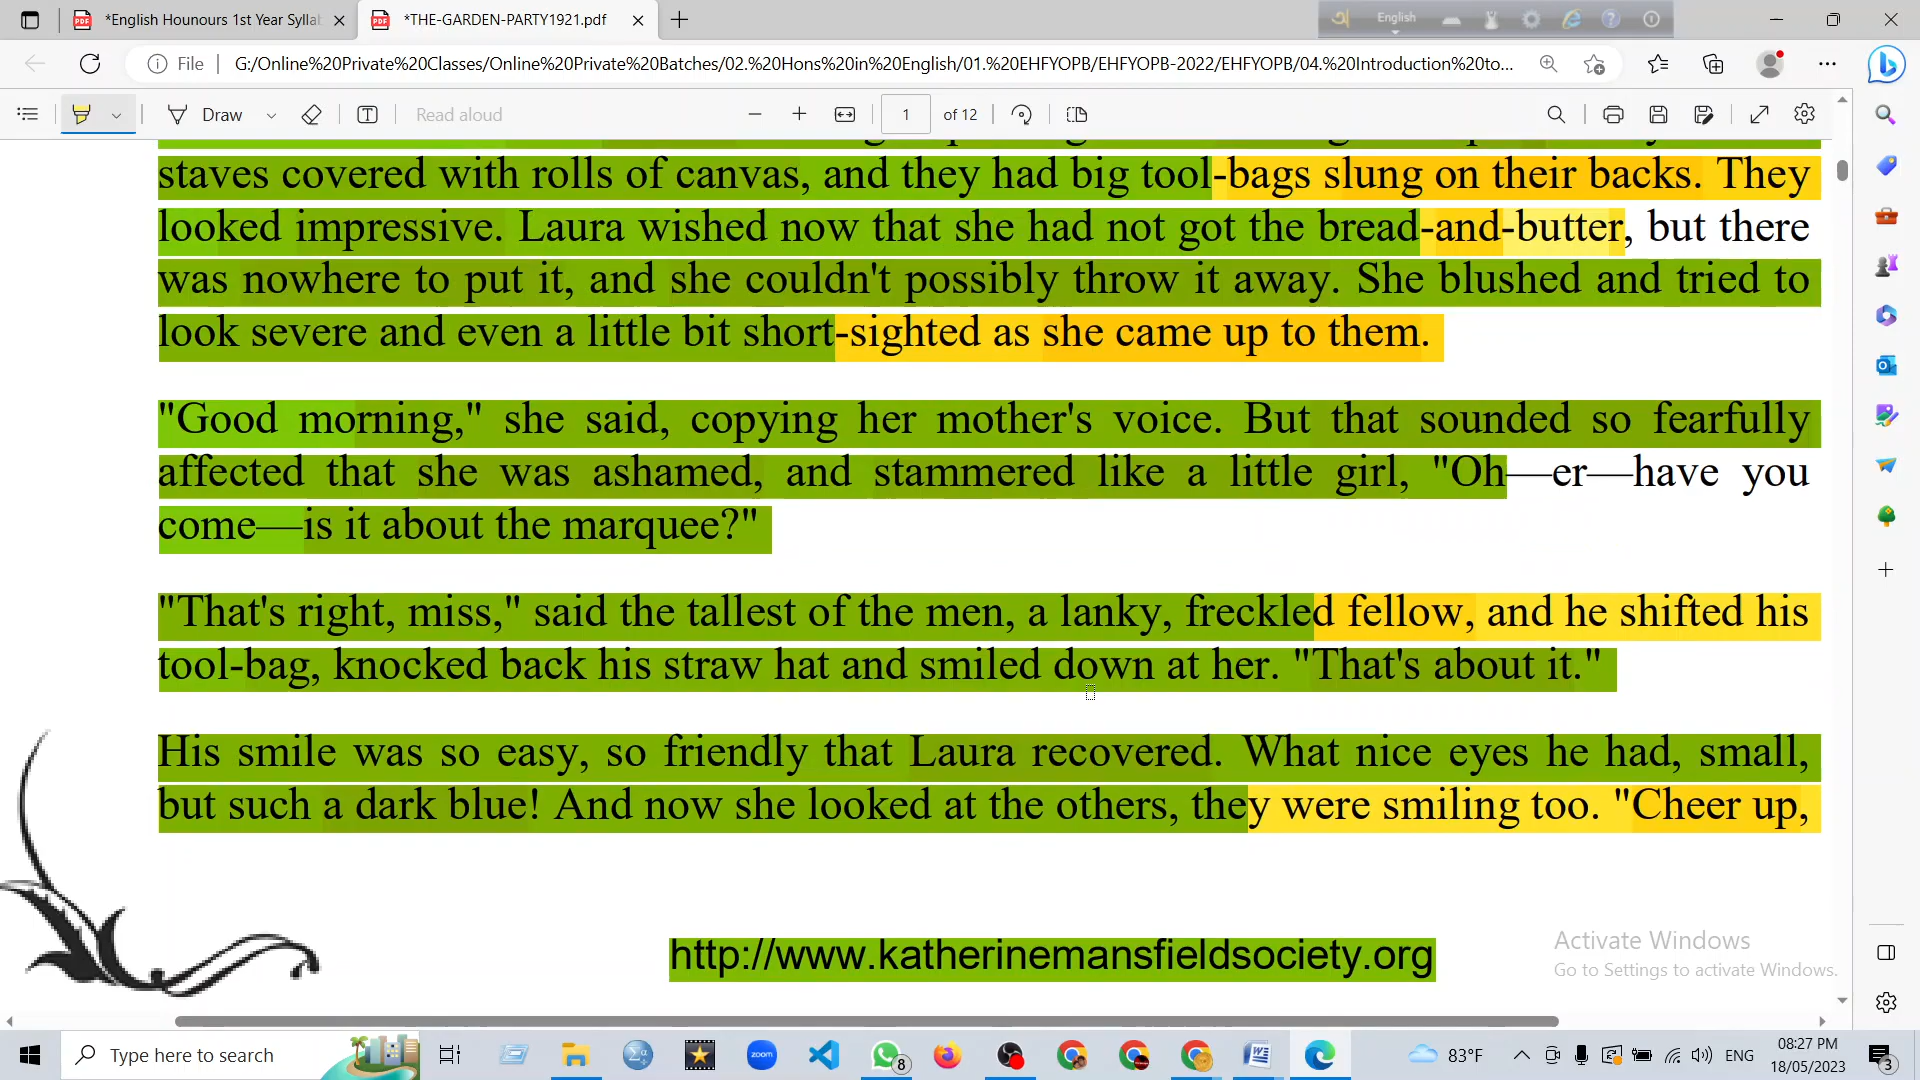 *English Hounours 1st Year Sylla
*THE-GARDEN-PARTY1921.pdf
English
File
G:/Online%20Private%20Classes/Online%20Private%20Batches/02.%20Hons%20in%20English/01.%20EHFYOPB/EHFYOPB-2022/EHFYOPB/04.%20Introduction%20to...
Draw
Read aloud
1 of 12
staves covered with rolls of canvas, and they had big tool-bags slung on their backs. They
looked impressive. Laura wished now that she had not got the bread-and-butter, but there
was nowhere to put it, and she couldn't possibly throw it away. She blushed and tried to
look severe and even a little bit short-sighted as she came up to them.
"Good morning," she said, copying her mother's voice. But that sounded so fearfully
affected that she was ashamed, and stammered like a little girl, "Oh—er—have you
come—is it about the marquee?"
"That's right, miss," said the tallest of the men, a lanky, freckled fellow, and he shifted his
tool-bag, knocked back his straw hat and smiled down at her. "That's about it."
His smile was so easy, so friendly that Laura recovered. What nice eyes he had, small,
but such a dark blue! And now she looked at the others, they were smiling too. "Cheer up,
http://www.katherinemansfieldsociety.org
Activate Windows
Go to Settings to activate Windows.
Type here to search
zoom
8
83°F
ENG
08:27 PM
18/05/2023
3